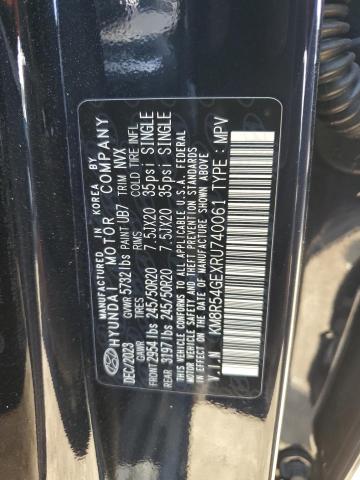 MANUFACTURED IN KOREA BY
HYUNDAI MOTOR COMPANY
DEC/2023 GVWR 5732 lbs PAINT UB7 TRIM NVX
GAWR TIRES RIMS COLD TIRE INFL.
FRONT 2954 lbs 245/50R20 7.5JX20 35psi SINGLE
REAR 3197 lbs 245/50R20 7.5JX20 35psi SINGLE
THIS VEHICLE CONFORMS TO ALL APPLICABLE U.S.A. FEDERAL
MOTOR VEHICLE SAFETY, BUMPER, AND THEFT PREVENTION
STANDARDS IN EFFECT ON THE DATE OF MANUFACTURE SHOWN ABOVE.
V.I.N : KM8R54GEXRU740061 TYPE : MPV